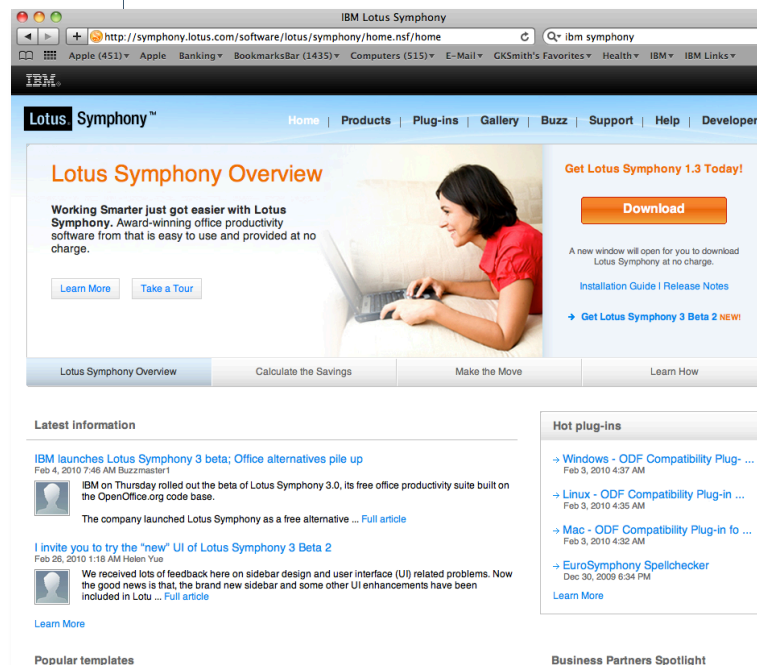 IBM Lotus Symphony
http://symphony.lotus.com/software/lotus/symphony/home.nsf/home
ibm symphony
Apple (451) Apple Banking BookmarksBar (1435) Computers (515) E-Mail GKSmith's Favorites Health IBM IBM Links
IBM
Lotus. Symphony™
Home | Products | Plug-ins | Gallery | Buzz | Support | Help | Developer
Lotus Symphony Overview
Working Smarter just got easier with Lotus
Symphony. Award-winning office productivity
software from that is easy to use and provided at no
charge.
Learn More
Take a Tour
Get Lotus Symphony 1.3 Today!
Download
A new window will open for you to download
Lotus Symphony at no charge.
Installation Guide | Release Notes
→ Get Lotus Symphony 3 Beta 2 NEW!
Lotus Symphony Overview
Calculate the Savings
Make the Move
Learn How
Latest information
IBM launches Lotus Symphony 3 beta; Office alternatives pile up
Feb 4, 2010 7:46 AM Buzzmaster1
IBM on Thursday rolled out the beta of Lotus Symphony 3.0, its free office productivity suite built on
the OpenOffice.org code base.
The company launched Lotus Symphony as a free alternative ... Full article
I invite you to try the "new" UI of Lotus Symphony 3 Beta 2
Feb 26, 2010 1:18 AM Helen Yue
We received lots of feedback here on sidebar design and user interface (UI) related problems. Now
the good news is that, the brand new sidebar and some other UI enhancements have been
included in Lotu ... Full article
Learn More
Hot plug-ins
→ Windows - ODF Compatibility Plug- ...
Feb 3, 2010 4:37 AM
→ Linux - ODF Compatibility Plug-in ...
Feb 3, 2010 4:35 AM
→ Mac - ODF Compatibility Plug-in fo ...
Feb 3, 2010 4:32 AM
→ EuroSymphony Spellchecker
Dec 30, 2009 6:34 PM
Learn More
Popular templates
Business Partners Spotlight